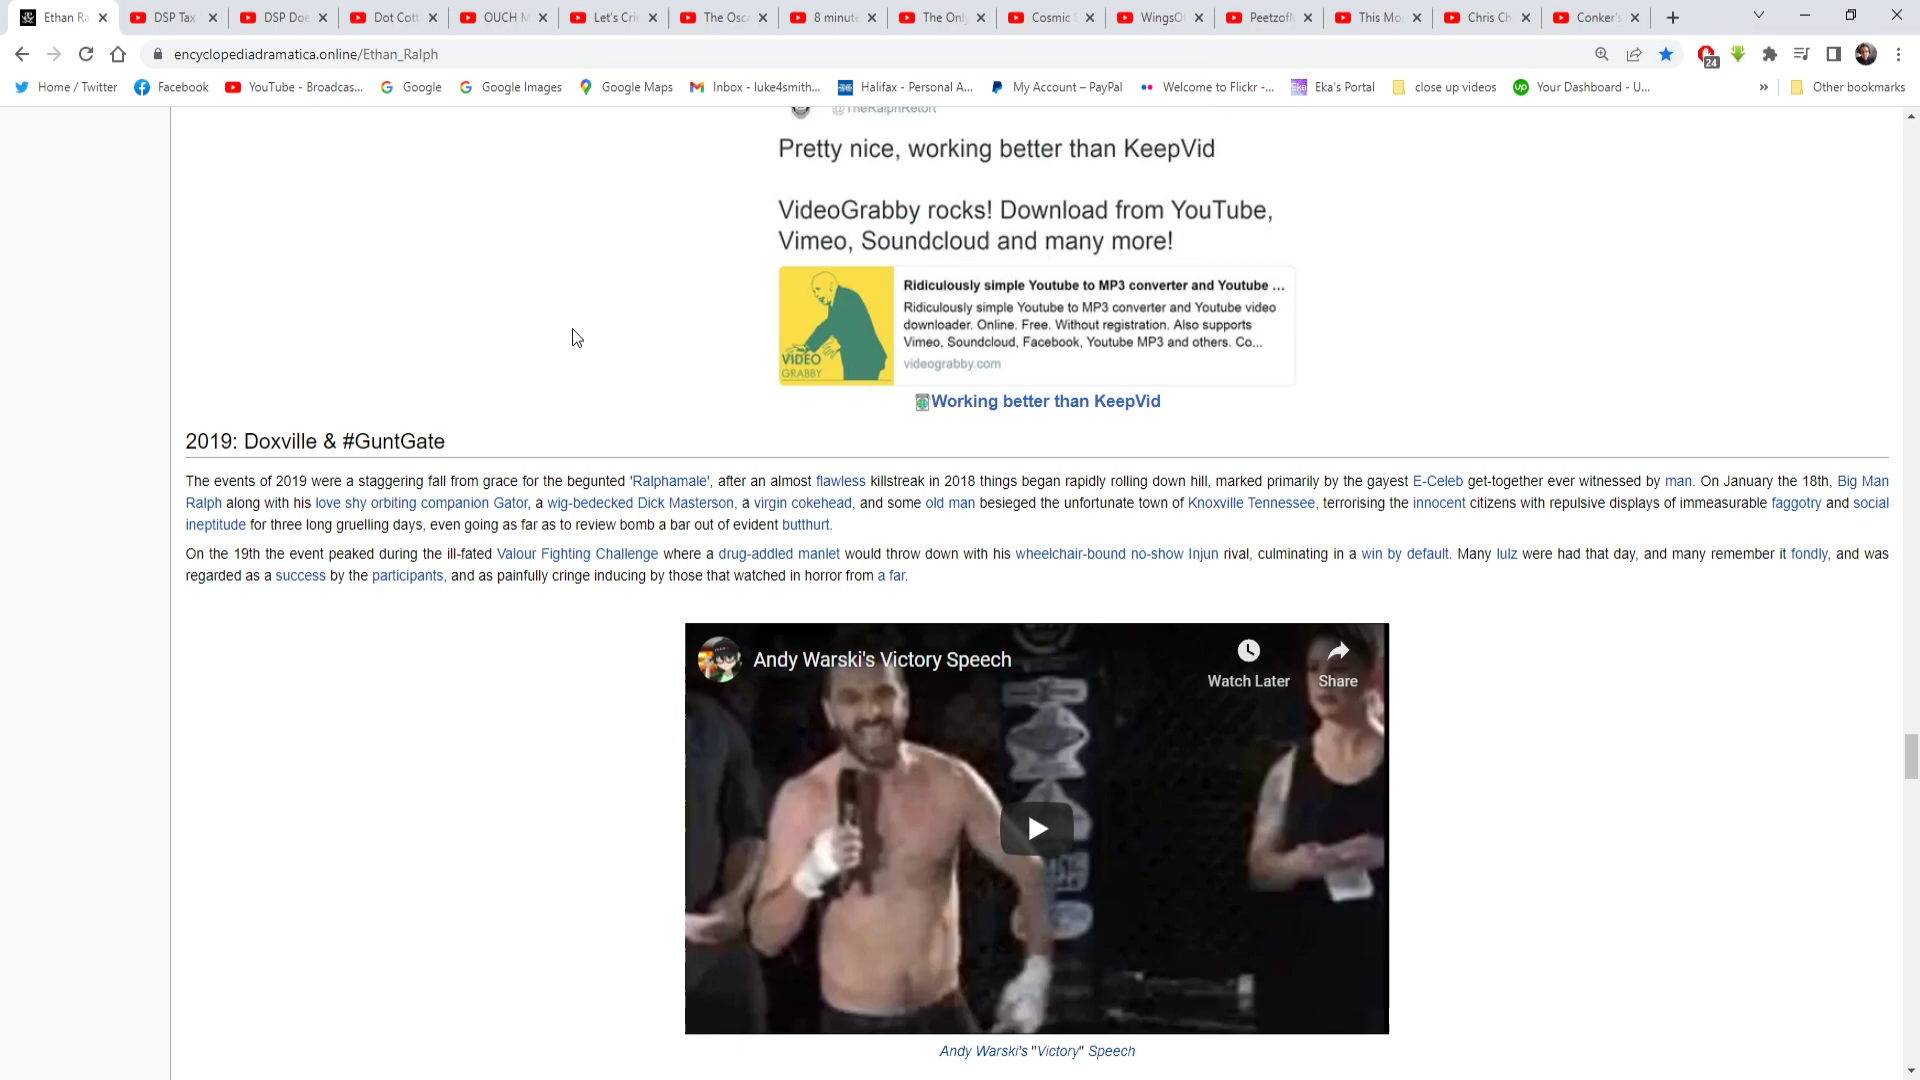 Ethan Ra
DSP Tax
DSP Doe
Dot Cott
OUCH M
Let's Cri
The Osca
8 minute
The Only
Cosmic S
WingsO
Peetzof
This Mo
Chris Ch
Conker's
encyclopediadramatica.online/Ethan_Ralph
24
Home / Twitter
Facebook
YouTube - Broadcas...
Google
Google Images
Google Maps
Inbox - luke4smith...
Halifax - Personal A...
My Account – PayPal
Welcome to Flickr -...
Eka's Portal
close up videos
Your Dashboard - U...
»
Other bookmarks
@TheRalphRetort
Pretty nice, working better than KeepVid
VideoGrabby rocks! Download from YouTube,
Vimeo, Soundcloud and many more!
VIDEO
GRABBY
Ridiculously simple Youtube to MP3 converter and Youtube ...
Ridiculously simple Youtube to MP3 converter and Youtube video
downloader. Online. Free. Without registration. Also supports
Vimeo, Soundcloud, Facebook, Youtube MP3 and others. Co...
videograbby.com
Working better than KeepVid
2019: Doxville & #GuntGate
The events of 2019 were a staggering fall from grace for the begunted 'Ralphamale', after an almost flawless killstreak in 2018 things began rapidly rolling down hill, marked primarily by the gayest E-Celeb get-together ever witnessed by man. On January the 18th, Big Man
Ralph along with his love shy orbiting companion Gator, a wig-bedecked Dick Masterson, a virgin cokehead, and some old man besieged the unfortunate town of Knoxville Tennessee, terrorising the innocent citizens with repulsive displays of immeasurable faggotry and social
ineptitude for three long gruelling days, even going as far as to review bomb a bar out of evident butthurt.
On the 19th the event peaked during the ill-fated Valour Fighting Challenge where a drug-addled manlet would throw down with his wheelchair-bound no-show Injun rival, culminating in a win by default. Many lulz were had that day, and many remember it fondly, and was
regarded as a success by the participants, and as painfully cringe inducing by those that watched in horror from a far.
Andy Warski's Victory Speech
Watch Later
Share
Andy Warski's "Victory" Speech